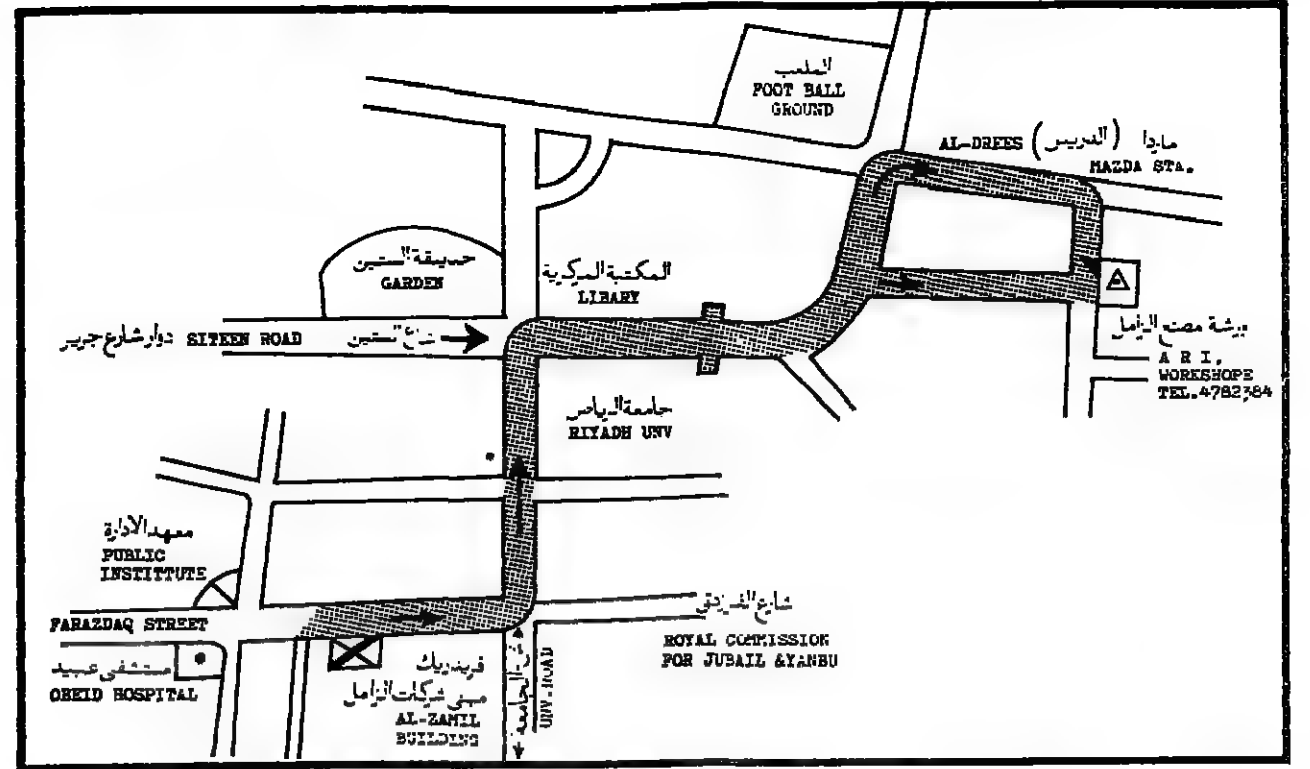 الملعب
FOOT BALL
GROUND
AL-DREES (الدريس) مازدا
MAZDA STA.
حديقة الستين
GARDEN
المكتبة المركزية
LIBARY
دوار شارع جرير SITEEN ROAD شارع الستين
ورشة مصنع الزامل
A R I.
WORKSHOPE
TEL.4782384
جامعة الرياض
RIYADH UNV
معهد الادارة
PUBLIC
INSTITTUTE
FARAZDAQ STREET
شارع الفرزدق
ROYAL COMMISSION
FOR JUBAIL &YANBU
مستشفى عبيد
OBEID HOSPITAL
مبنى شركات الزامل
AL-ZAMIL
BUILDING
الجامعة
UNV.ROAD